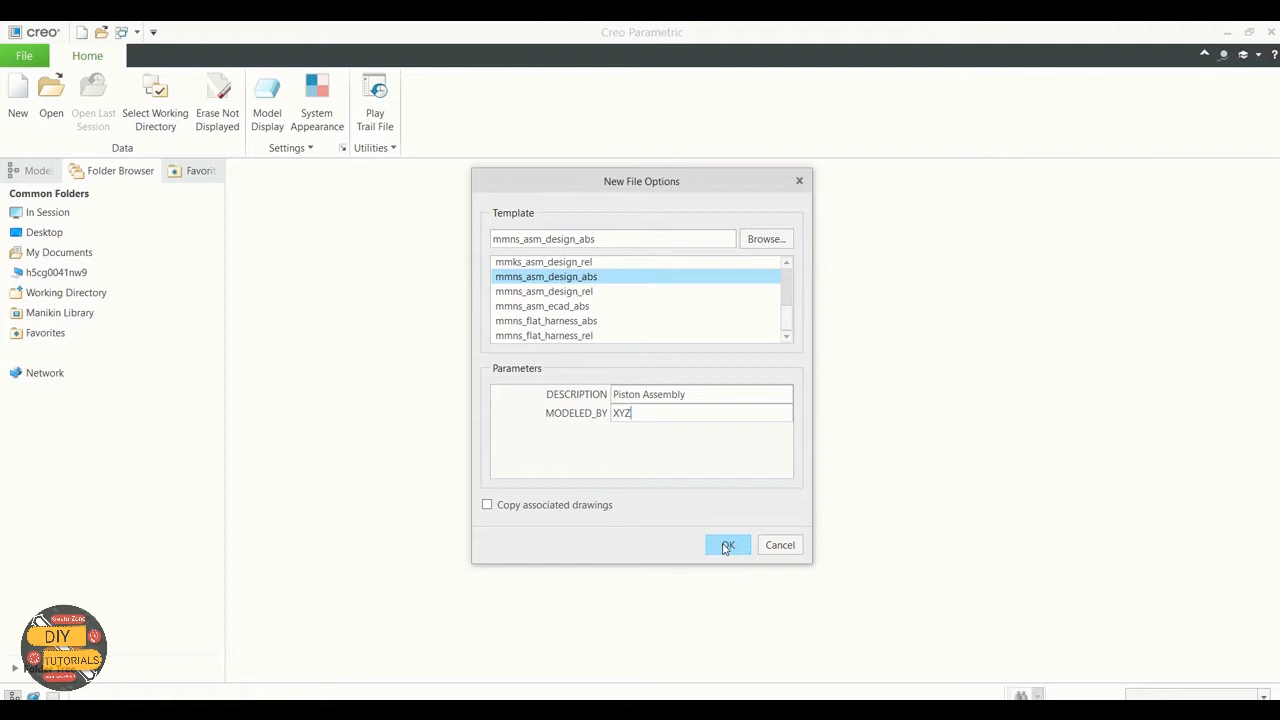 creo
Creo Parametric
File
Home
New
Open
Open Last Session
Select Working Directory
Erase Not Displayed
Model Display
System Appearance
Play Trail File
Data
Settings
Utilities
Model
Folder Browser
Favorit
Common Folders
In Session
Desktop
My Documents
h5cg0041nw9
Working Directory
Manikin Library
Favorites
Network
New File Options
Template
mmns_asm_design_abs
Browse...
mmks_asm_design_rel
mmns_asm_design_abs
mmns_asm_design_rel
mmns_asm_ecad_abs
mmns_flat_harness_abs
mmns_flat_harness_rel
Parameters
DESCRIPTION Piston Assembly
MODELED_BY XYZ
Copy associated drawings
OK
Cancel
DIY
TUTORIALS